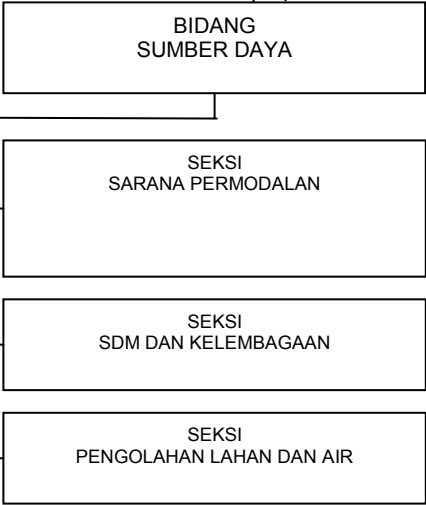 BIDANG
SUMBER DAYA
SEKSI
SARANA PERMODALAN
SEKSI
SDM DAN KELEMBAGAAN
SEKSI
PENGOLAHAN LAHAN DAN AIR